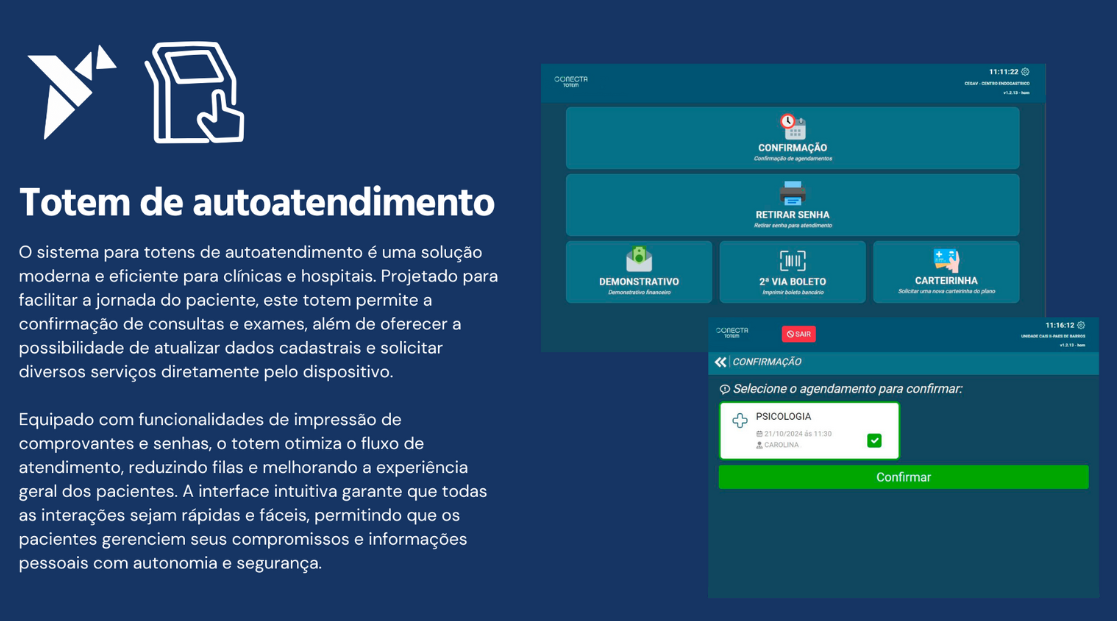 Totem de autoatendimento
O sistema para totens de autoatendimento é uma solução
moderna e eficiente para clínicas e hospitais. Projetado para
facilitar a jornada do paciente, este totem permite a
confirmação de consultas e exames, além de oferecer a
possibilidade de atualizar dados cadastrais e solicitar
diversos serviços diretamente pelo dispositivo.
Equipado com funcionalidades de impressão de
comprovantes e senhas, o totem otimiza o fluxo de
atendimento, reduzindo filas e melhorando a experiência
geral dos pacientes. A interface intuitiva garante que todas
as interações sejam rápidas e fáceis, permitindo que os
pacientes gerenciem seus compromissos e informações
pessoais com autonomia e segurança.
CONECTA
TOTEM
11:11:22
CEGAV - CENTRO ENDOGASTRICO
v1.2.13 - hom
CONFIRMAÇÃO
Confirmação de agendamentos
RETIRAR SENHA
Retirar senha para atendimento
DEMONSTRATIVO
Demonstrativo financeiro
2ª VIA BOLETO
Imprimir boleto bancário
CARTEIRINHA
Solicitar uma nova carteirinha do plano
CONECTA
TOTEM
SAIR
11:16:12
UNIDADE CAIS II-PAES DE BARROS
v1.2.13 - hom
CONFIRMAÇÃO
Selecione o agendamento para confirmar:
PSICOLOGIA
21/10/2024 ás 11:30
CAROLINA
Confirmar